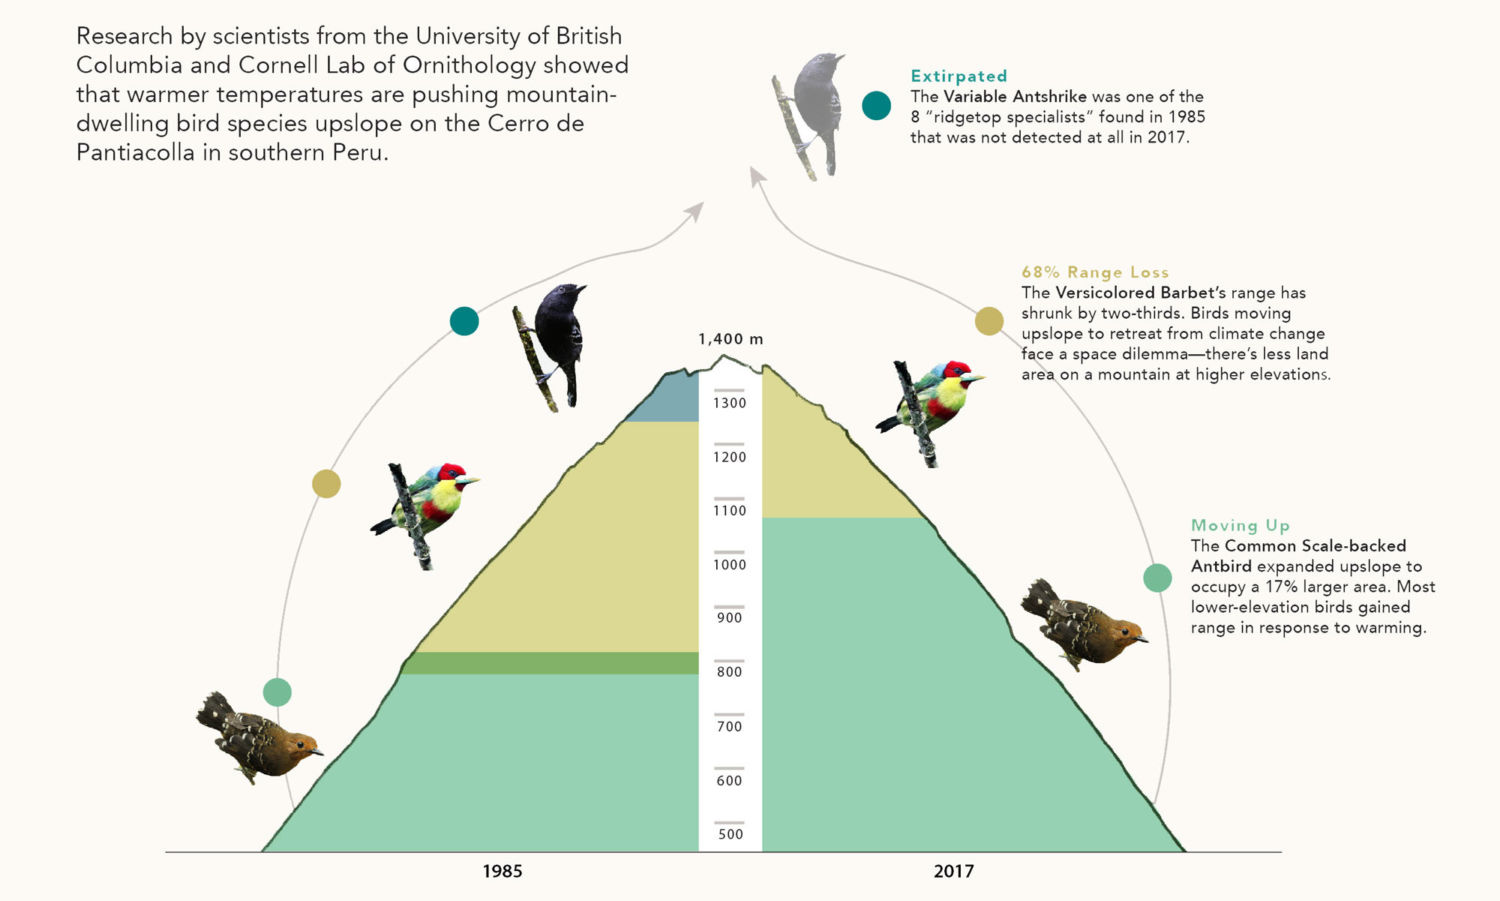 Research by scientists from the University of British
Columbia and Cornell Lab of Ornithology showed
that warmer temperatures are pushing mountain-
dwelling bird species upslope on the Cerro de
Pantiacolla in southern Peru.
Extirpated
The Variable Antshrike was one of the
8 “ridgetop specialists” found in 1985
that was not detected at all in 2017.
68% Range Loss
The Versicolored Barbet’s range has
shrunk by two-thirds. Birds moving
upslope to retreat from climate change
face a space dilemma—there’s less land
area on a mountain at higher elevations.
Moving Up
The Common Scale-backed
Antbird expanded upslope to
occupy a 17% larger area. Most
lower-elevation birds gained
range in response to warming.
1,400 m
1300
1200
1100
1000
900
800
700
600
500
1985
2017